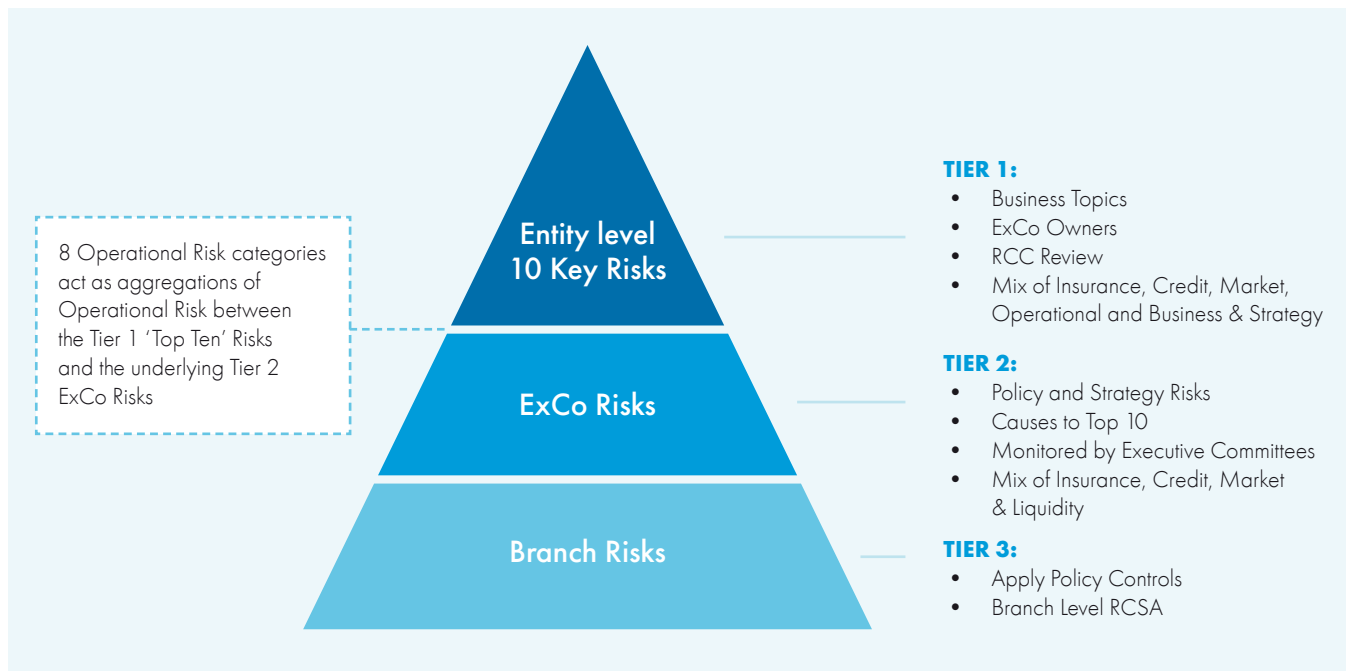 8 Operational Risk categories
act as aggregations of
Operational Risk between
the Tier 1 ‘Top Ten’ Risks
and the underlying Tier 2
ExCo Risks
Entity level
10 Key Risks
ExCo Risks
Branch Risks
TIER 1:
• Business Topics
• ExCo Owners
• RCC Review
• Mix of Insurance, Credit, Market,
Operational and Business & Strategy
TIER 2:
• Policy and Strategy Risks
• Causes to Top 10
• Monitored by Executive Committees
• Mix of Insurance, Credit, Market
& Liquidity
TIER 3:
• Apply Policy Controls
• Branch Level RCSA